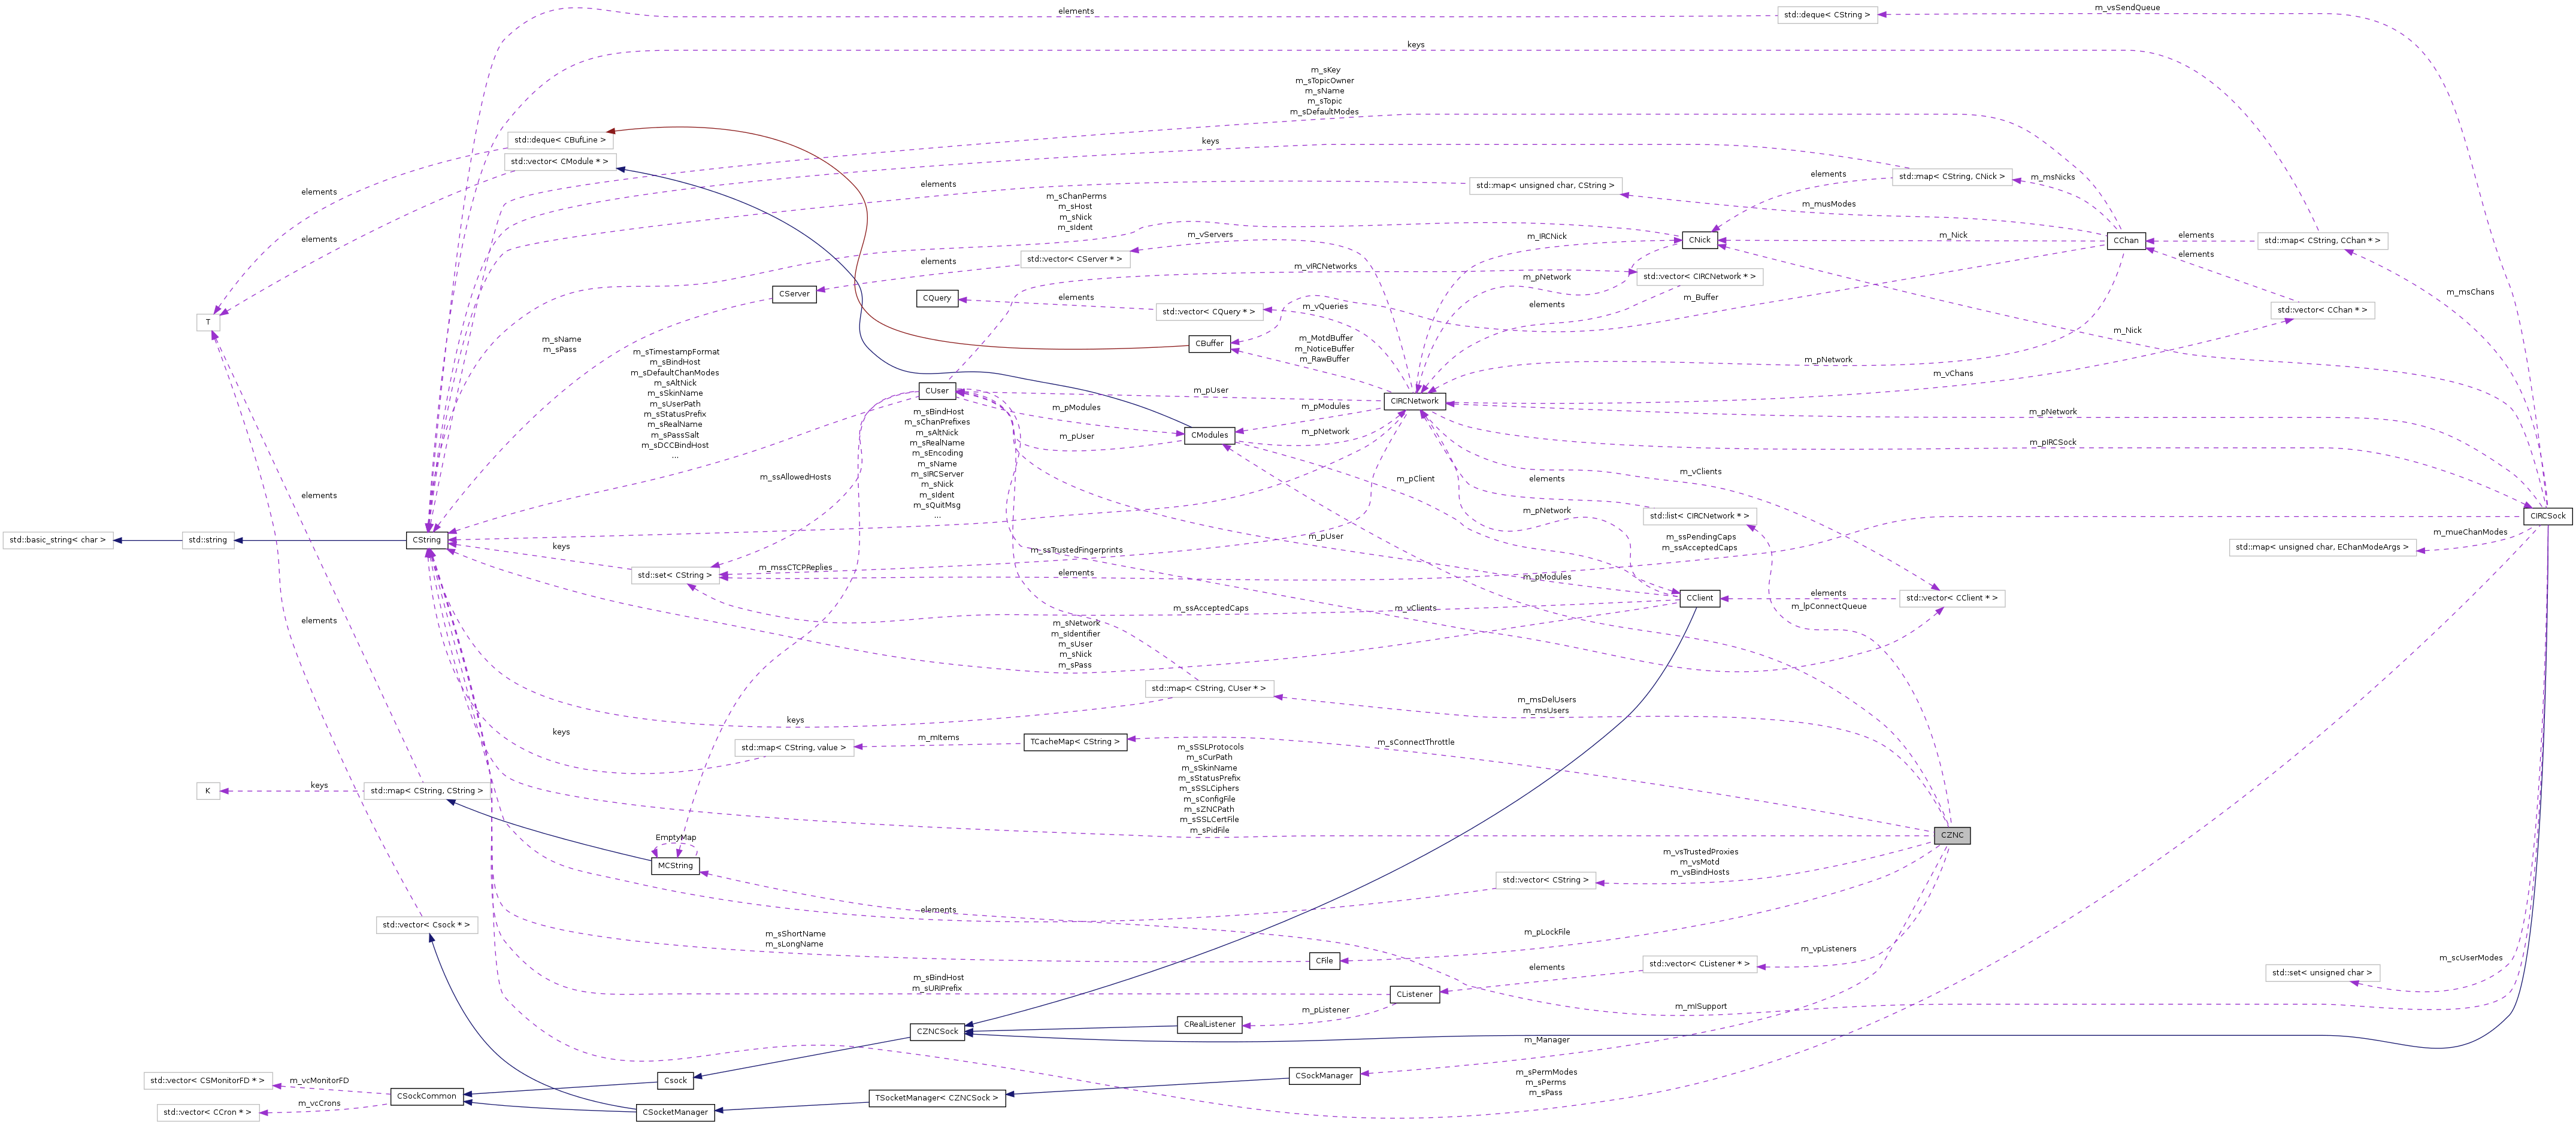 elements
std::deque< CString >
m_vsSendQueue
keys
m_sKey
m_sTopicOwner
m_sName
m_sTopic
m_sDefaultModes
std::deque< CBufLine >
std::vector< CModule * >
keys
elements
std::map< unsigned char, CString >
elements
std::map< CString, CNick >
m_msNicks
elements
elements
m_sChanPerms
m_sHost
m_sNick
m_sIdent
m_musModes
m_vServers
m_IRCNick
CNick
m_Nick
CChan
elements
std::map< CString, CChan * >
elements
elements
std::vector< CServer * >
m_vIRCNetworks
m_pNetwork
std::vector< CIRCNetwork * >
CServer
CQuery
elements
std::vector< CQuery * >
m_vQueries
elements
m_Buffer
m_msChans
std::vector< CChan * >
T
m_sName
m_sPass
CBuffer
m_MotdBuffer
m_NoticeBuffer
m_RawBuffer
m_Nick
m_pNetwork
m_vChans
m_sTimestampFormat
m_sBindHost
m_sDefaultChanModes
m_sAltNick
m_sSkinName
m_sUserPath
m_sStatusPrefix
m_sRealName
m_sPassSalt
m_sDCCBindHost
...
CUser
m_pUser
CIRCNetwork
m_pModules
m_pModules
m_pNetwork
m_sBindHost
m_sChanPrefixes
m_sAltNick
m_sRealName
m_sEncoding
m_sName
m_sIRCServer
m_sNick
m_sIdent
m_sQuitMsg
...
m_pUser
CModules
m_pNetwork
m_pIRCSock
m_ssAllowedHosts
m_pClient
elements
m_vClients
elements
m_pNetwork
std::list< CIRCNetwork * >
CIRCSock
std::basic_string< char >
std::string
CString
keys
m_ssTrustedFingerprints
m_pUser
m_ssPendingCaps
m_ssAcceptedCaps
m_mueChanModes
std::map< unsigned char, EChanModeArgs >
m_mssCTCPReplies
std::set< CString >
elements
m_pModules
m_ssAcceptedCaps
m_vClients
CClient
elements
m_lpConnectQueue
std::vector< CClient * >
m_sNetwork
m_sIdentifier
m_sUser
m_sNick
m_sPass
elements
std::map< CString, CUser * >
m_msDelUsers
m_msUsers
keys
keys
std::map< CString, value >
m_mItems
TCacheMap< CString >
m_sConnectThrottle
m_sSSLProtocols
m_sCurPath
m_sSkinName
m_sStatusPrefix
m_sSSLCiphers
m_sConfigFile
m_sZNCPath
m_sSSLCertFile
m_sPidFile
K
keys
std::map< CString, CString >
EmptyMap
MCString
CZNC
m_vsTrustedProxies
m_vsMotd
m_vsBindHosts
std::vector< CString >
elements
std::vector< Csock * >
m_sShortName
m_sLongName
m_pLockFile
m_vpListeners
CFile
elements
std::vector< CListener * >
m_scUserModes
std::set< unsigned char >
m_sBindHost
m_sURIPrefix
CListener
m_mISupport
m_pListener
CRealListener
CZNCSock
m_Manager
m_vcMonitorFD
std::vector< CSMonitorFD * >
Csock
CSockManager
m_sPermModes
m_sPerms
m_sPass
CSockCommon
m_vcCrons
std::vector< CCron * >
CSocketManager
TSocketManager< CZNCSock >